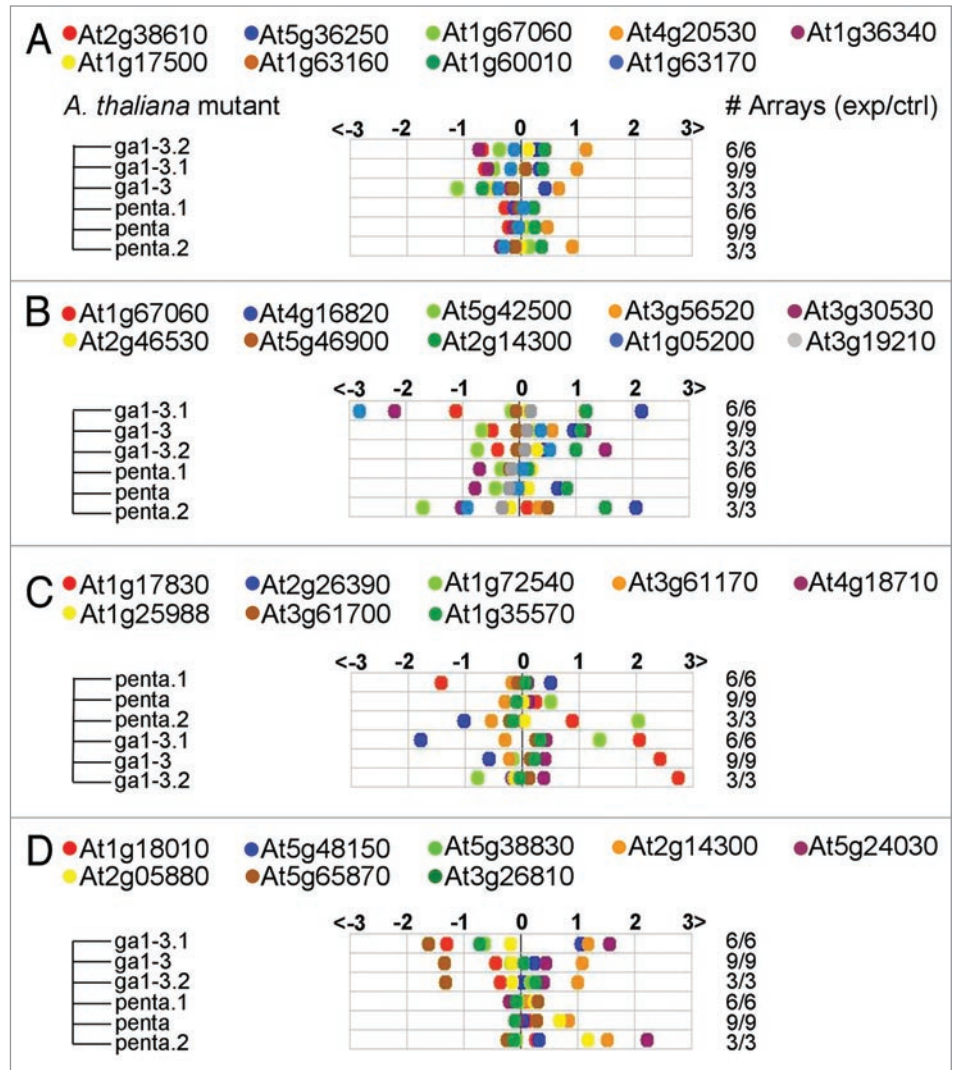 A At2g38610 At5g36250 At1g67060 At4g20530 At1g36340
At1g17500 At1g63160 At1g60010 At1g63170
A. thaliana mutant # Arrays (exp/ctrl)
<-3 -2 -1 0 1 2 3>
ga1-3.2 6/6
ga1-3.1 9/9
ga1-3 3/3
penta.1 6/6
penta 9/9
penta.2 3/3
B At1g67060 At4g16820 At5g42500 At3g56520 At3g30530
At2g46530 At5g46900 At2g14300 At1g05200 At3g19210
<-3 -2 -1 0 1 2 3>
ga1-3.1 6/6
ga1-3 9/9
ga1-3.2 3/3
penta.1 6/6
penta 9/9
penta.2 3/3
C At1g17830 At2g26390 At1g72540 At3g61170 At4g18710
At1g25988 At3g61700 At1g35570
<-3 -2 -1 0 1 2 3>
penta.1 6/6
penta 9/9
penta.2 3/3
ga1-3.1 6/6
ga1-3 9/9
ga1-3.2 3/3
D At1g18010 At5g48150 At5g38830 At2g14300 At5g24030
At2g05880 At5g65870 At3g26810
<-3 -2 -1 0 1 2 3>
ga1-3.1 6/6
ga1-3 9/9
ga1-3.2 3/3
penta.1 6/6
penta 9/9
penta.2 3/3